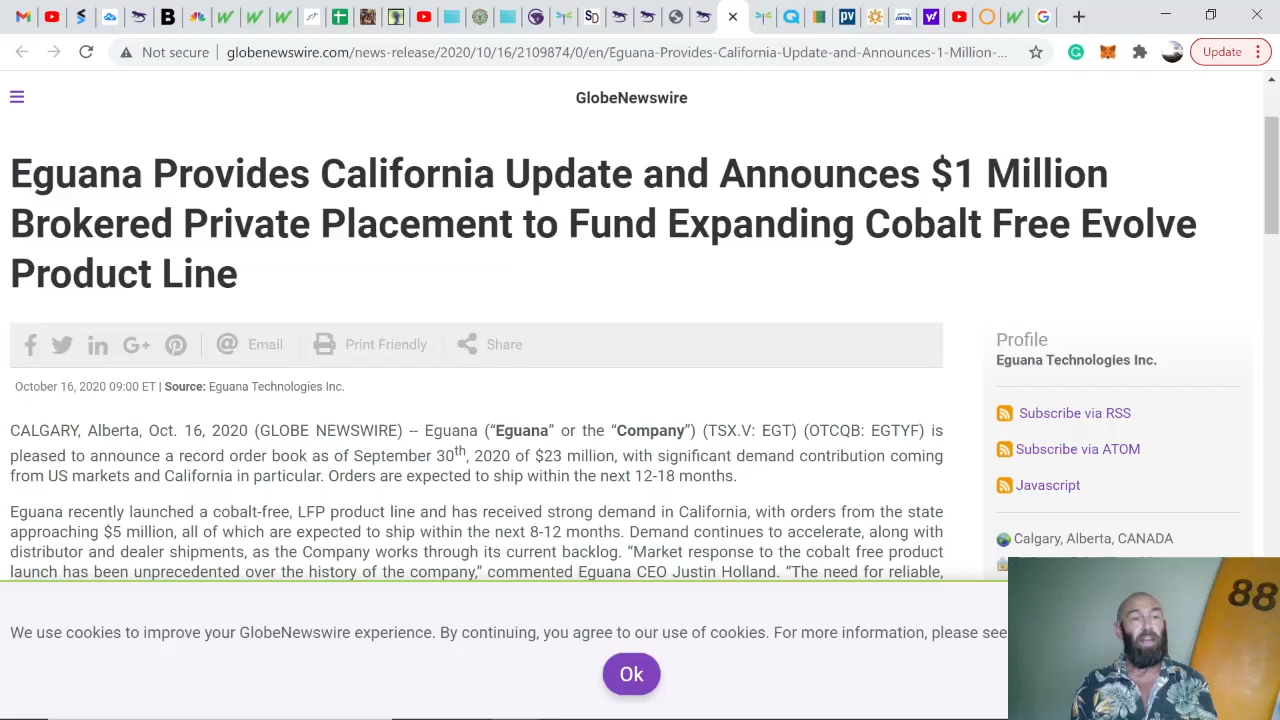 Not secure
globenewswire.com/news-release/2020/10/16/2109874/0/en/Eguana-Provides-California-Update-and-Announces-1-Million-...
Update
GlobeNewswire
Eguana Provides California Update and Announces $1 Million
Brokered Private Placement to Fund Expanding Cobalt Free Evolve
Product Line
Email
Print Friendly
Share
October 16, 2020 09:00 ET | Source: Eguana Technologies Inc.
CALGARY, Alberta, Oct. 16, 2020 (GLOBE NEWSWIRE) -- Eguana (“Eguana” or the “Company”) (TSX.V: EGT) (OTCQB: EGTYF) is
pleased to announce a record order book as of September 30th, 2020 of $23 million, with significant demand contribution coming
from US markets and California in particular. Orders are expected to ship within the next 12-18 months.
Eguana recently launched a cobalt-free, LFP product line and has received strong demand in California, with orders from the state
approaching $5 million, all of which are expected to ship within the next 8-12 months. Demand continues to accelerate, along with
distributor and dealer shipments, as the Company works through its current backlog. “Market response to the cobalt free product
launch has been unprecedented over the history of the company,” commented Eguana CEO Justin Holland. “The need for reliable,
Profile
Eguana Technologies Inc.
Subscribe via RSS
Subscribe via ATOM
Javascript
Calgary, Alberta, CANADA
We use cookies to improve your GlobeNewswire experience. By continuing, you agree to our use of cookies. For more information, please see
Ok
88